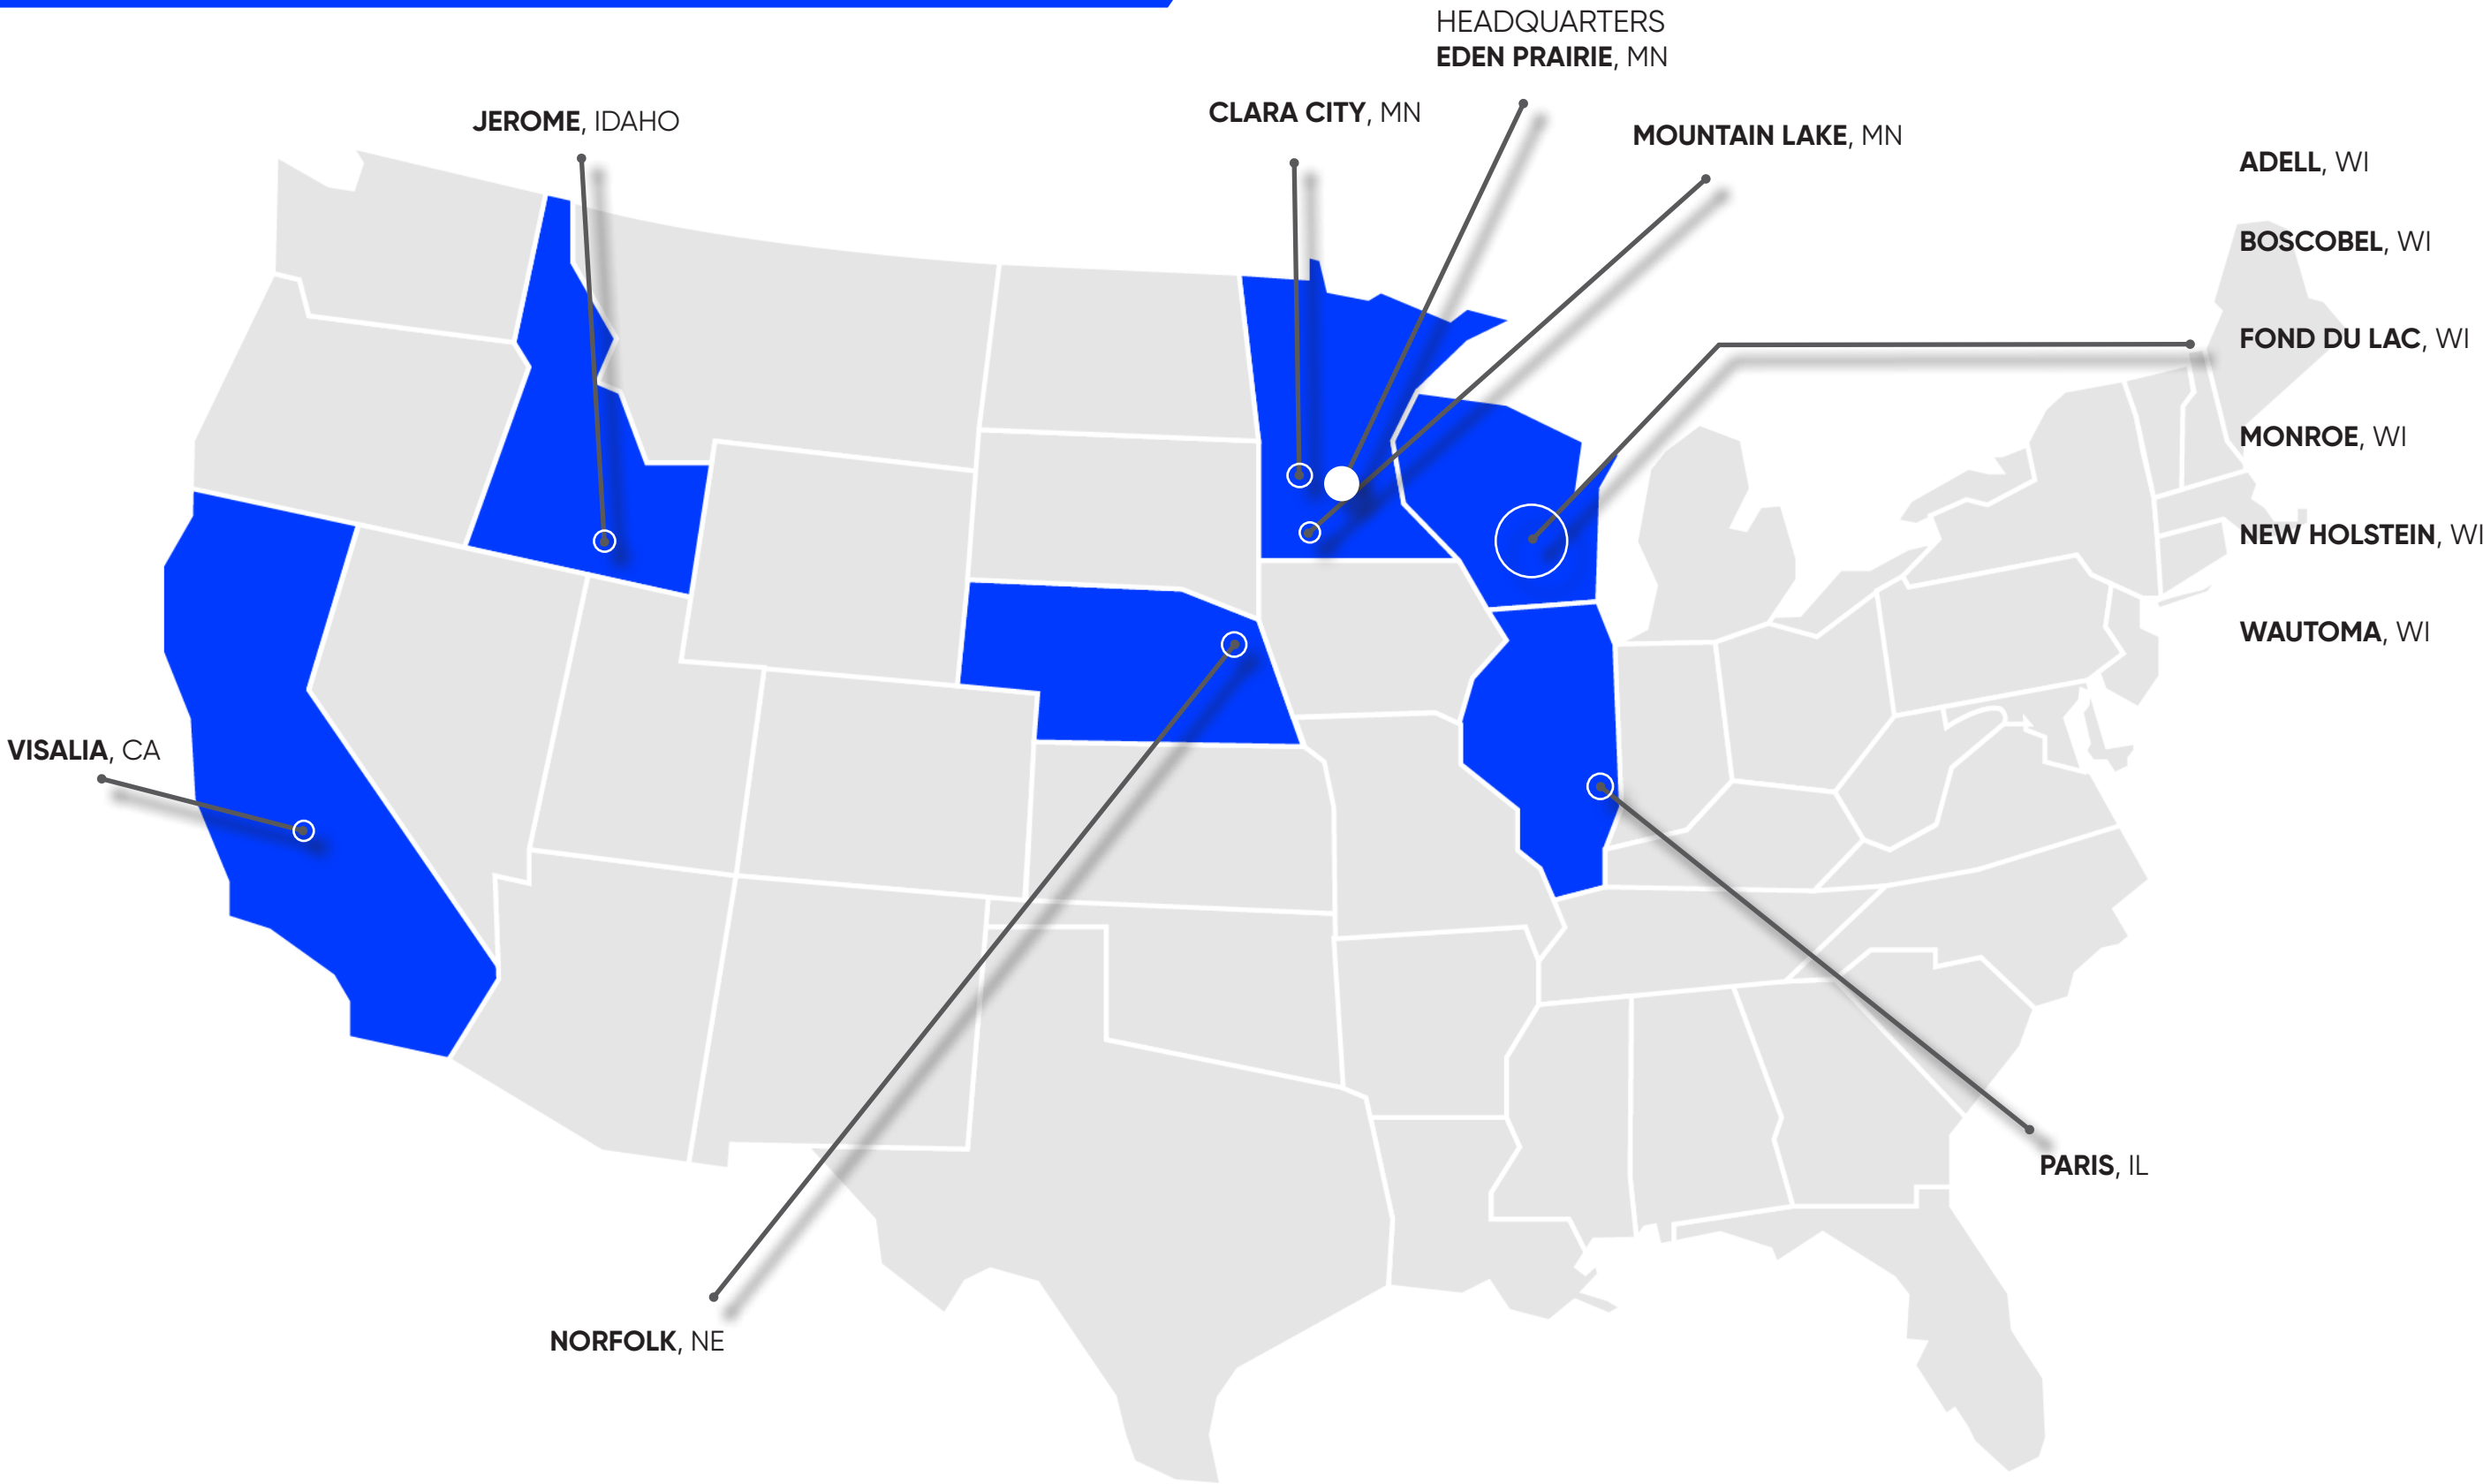 HEADQUARTERS
EDEN PRAIRIE, MN
CLARA CITY, MN
JEROME, IDAHO
MOUNTAIN LAKE, MN
ADELL, WI
BOSCOBEL, WI
FOND DU LAC, WI
MONROE, WI
NEW HOLSTEIN, WI
WAUTOMA, WI
VISALIA, CA
PARIS, IL
NORFOLK, NE